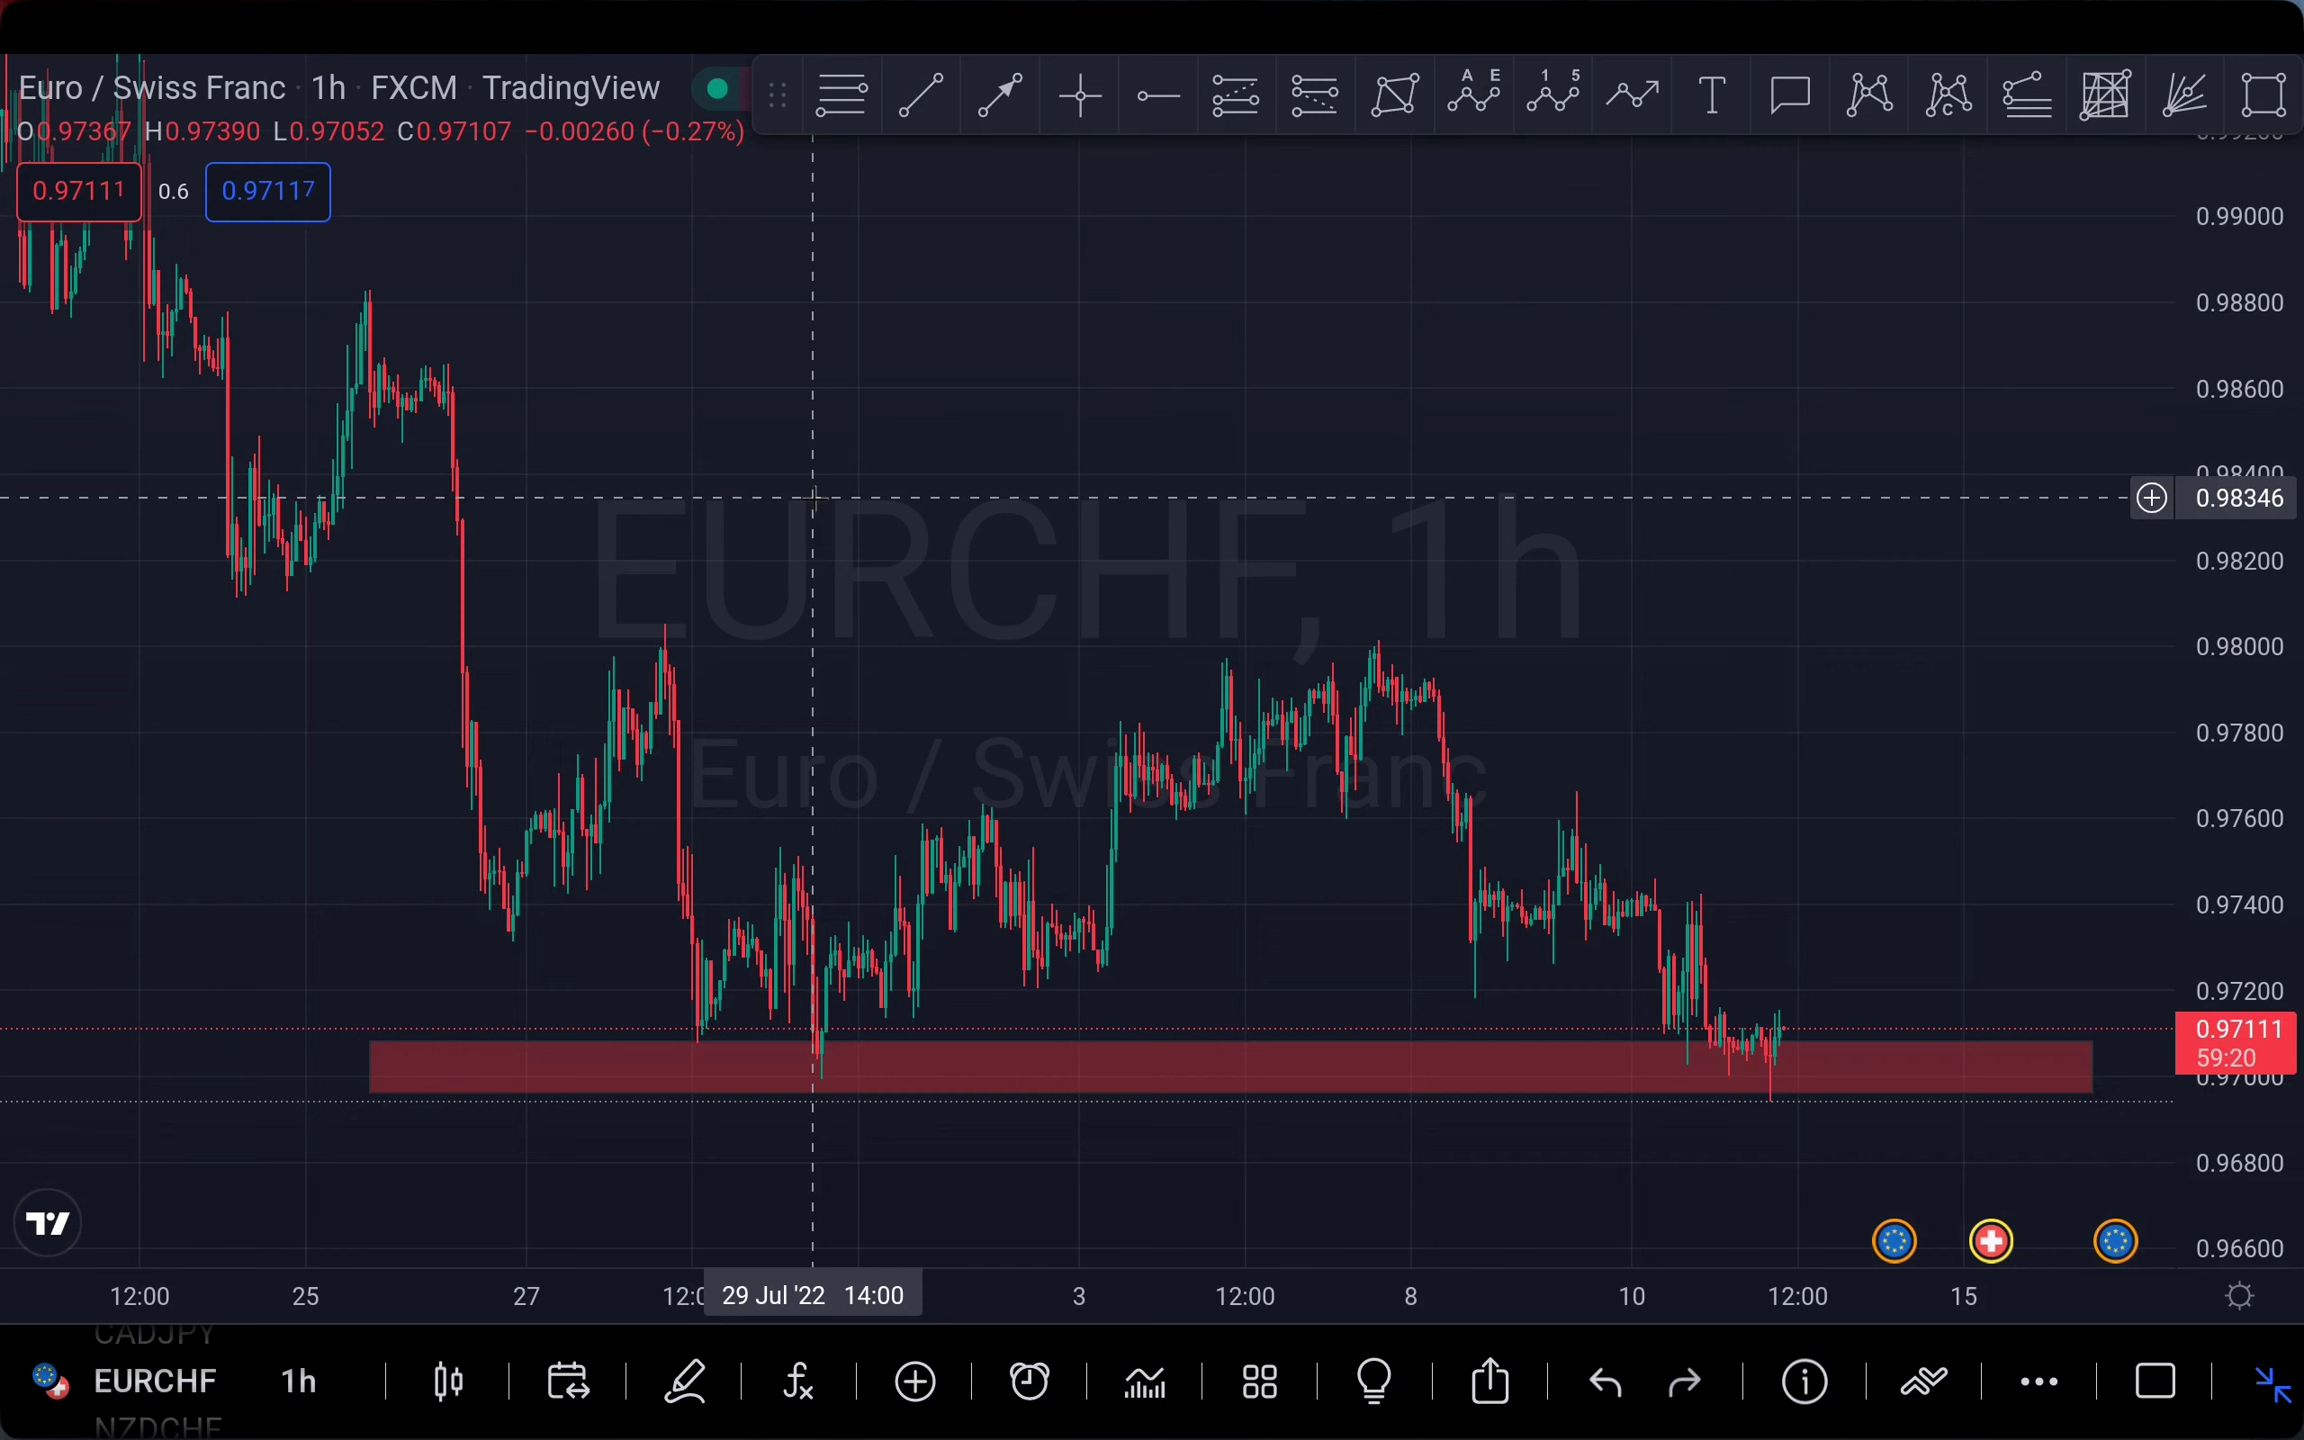 Euro / Swiss Franc · 1h · FXCM · TradingView
O0.97367 H0.97390 L0.97052 C0.97107 −0.00260 (−0.27%)
0.97111 0.6 0.97117
A E
1 5
T
C
0.99200
0.99000
0.98800
0.98600
0.98400
0.98346
0.98200
0.98000
0.97800
0.97600
0.97400
0.97200
0.97111
59:20
0.97000
0.96800
0.96600
EURCHF, 1h
Euro / Swiss Franc
12:00 25 27 12:0 29 Jul '22 14:00 3 12:00 8 10 12:00 15
CADJPY
EURCHF 1h
NZDCHF